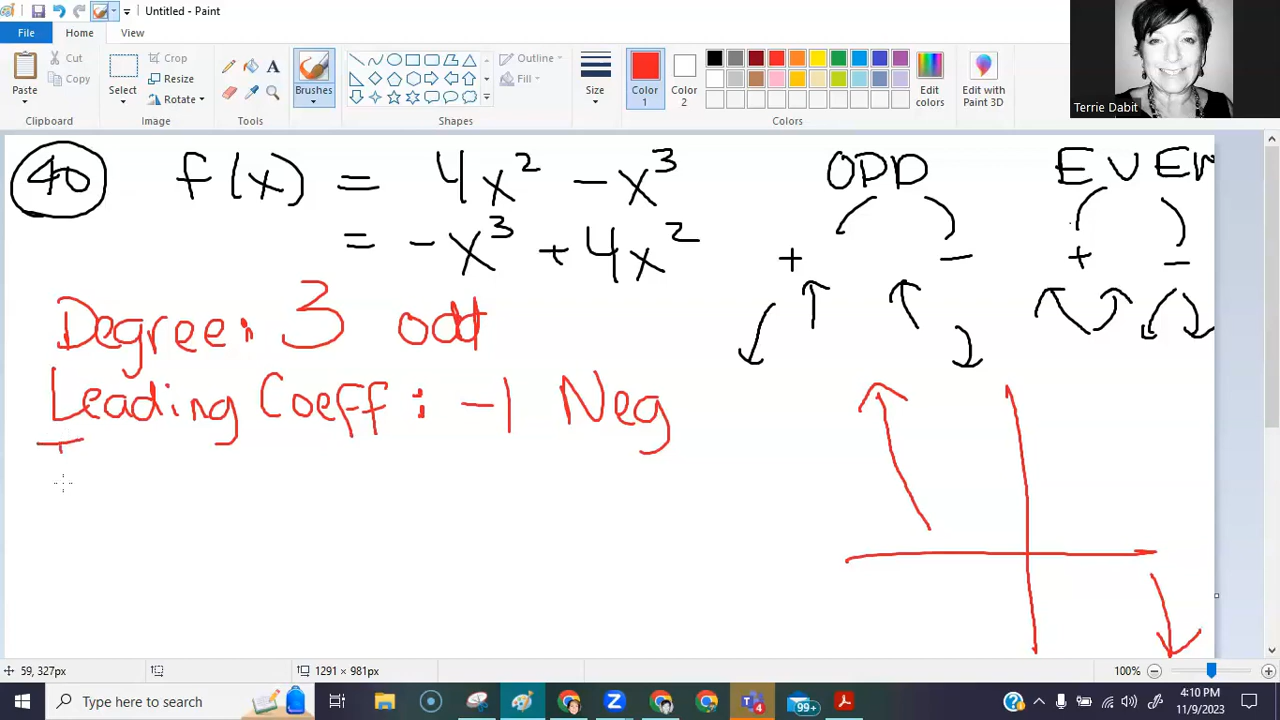 Untitled - Paint
File Home View
Paste
Cut
Copy
Clipboard
Select
Crop
Resize
Rotate
Image
Tools
Brushes
Shapes
Outline
Fill
Size
Color 1
Color 2
Edit colors
Edit with Paint 3D
Colors
Terrie Dabit
40 f(x) = 4x² - x³
= -x³ + 4x²
ODD
+ -
EVEN
+ -
Degree: 3 odd
Leading Coeff: -1 Neg
59, 327px
1291 × 981px
100%
Type here to search
99+
4
4:10 PM
11/9/2023